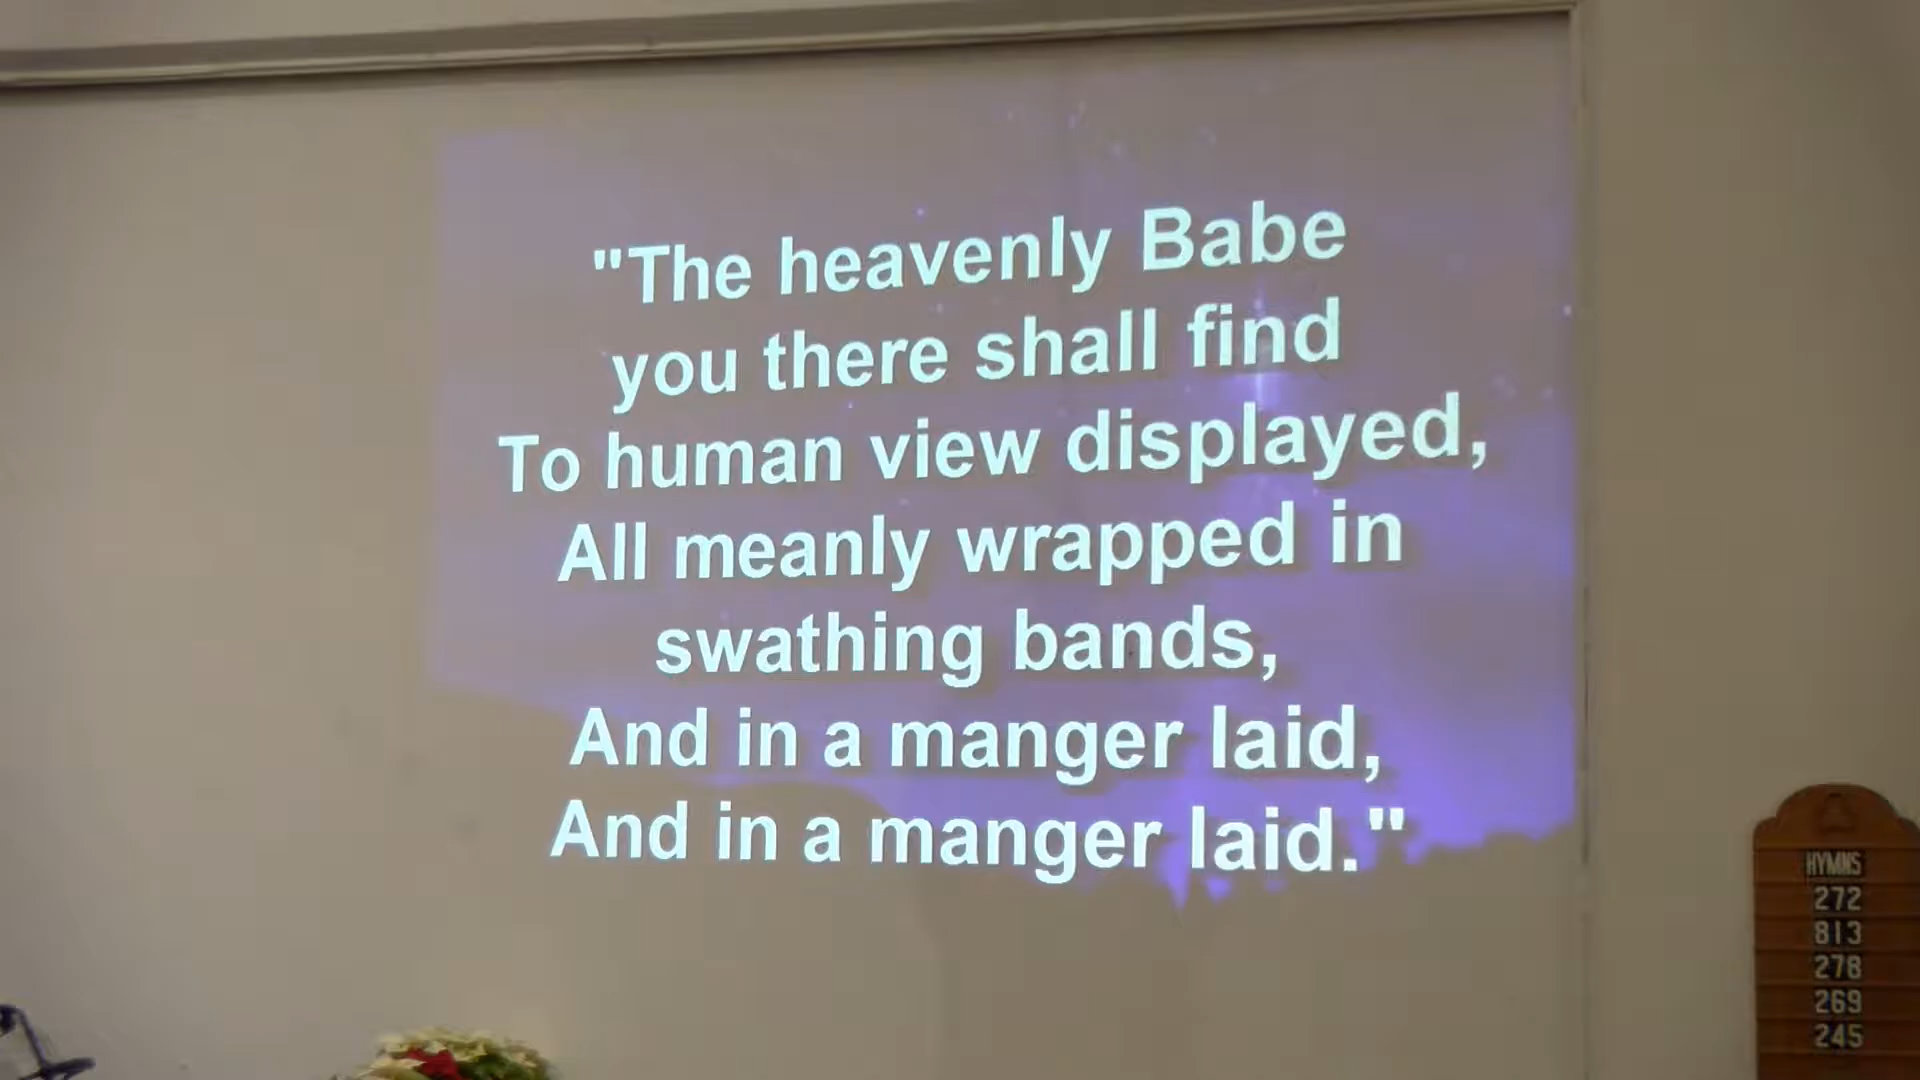 "The heavenly Babe
you there shall find
To human view displayed,
All meanly wrapped in
swathing bands,
And in a manger laid,
And in a manger laid."
HYMNS
272
813
278
269
245